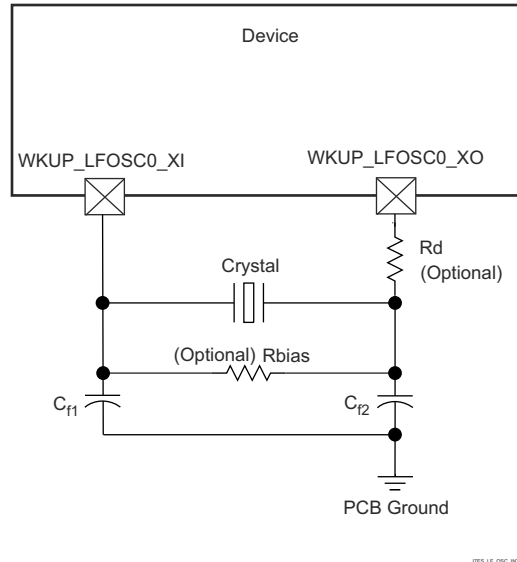 Device
WKUP_LFOSC0_XI
WKUP_LFOSC0_XO
Rd
(Optional)
Crystal
(Optional) Rbias
Cf1
Cf2
PCB Ground